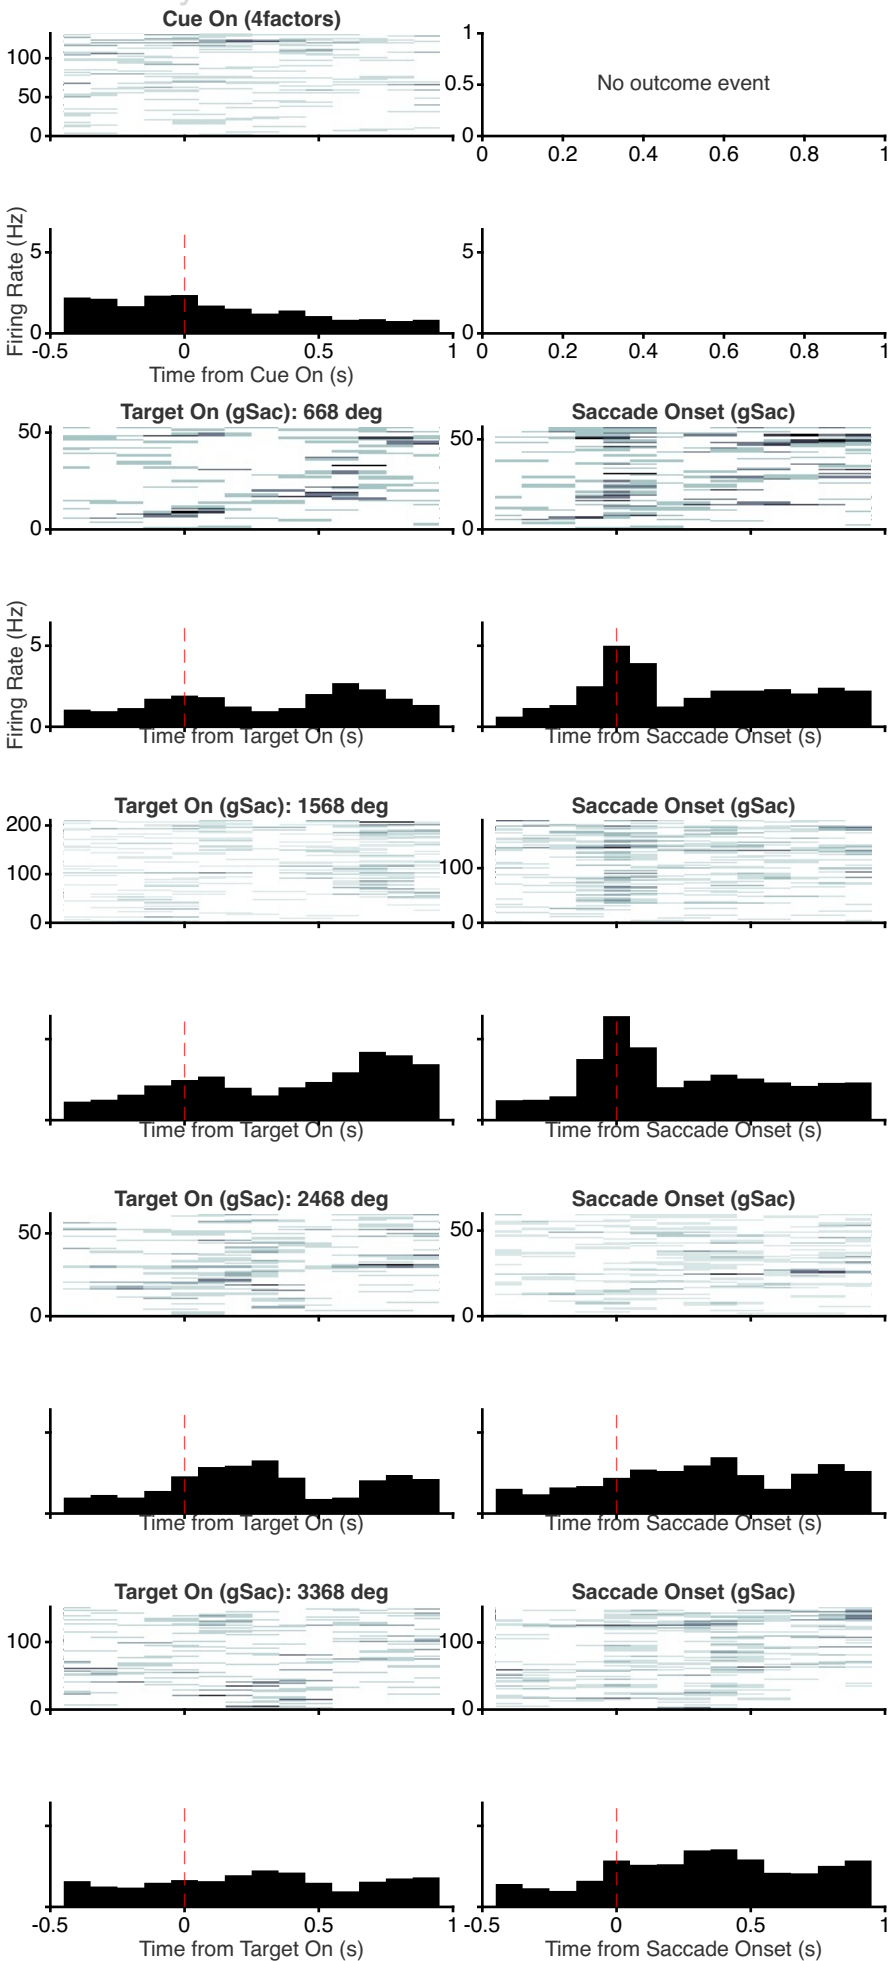 Cue On (4factors)
100
50
0
1
0.5
0
No outcome event
0 0.2 0.4 0.6 0.8 1
Firing Rate (Hz)
5
0
-0.5 0 0.5 1
Time from Cue On (s)
5
0
0 0.2 0.4 0.6 0.8 1
Target On (gSac): 668 deg
50
0
Saccade Onset (gSac)
50
0
Firing Rate (Hz)
5
0
Time from Target On (s)
Time from Saccade Onset (s)
Target On (gSac): 1568 deg
200
100
0
Saccade Onset (gSac)
100
0
Time from Target On (s)
Time from Saccade Onset (s)
Target On (gSac): 2468 deg
50
0
Saccade Onset (gSac)
50
0
Time from Target On (s)
Time from Saccade Onset (s)
Target On (gSac): 3368 deg
100
0
Saccade Onset (gSac)
100
0
-0.5 0 0.5 1
Time from Target On (s)
-0.5 0 0.5 1
Time from Saccade Onset (s)